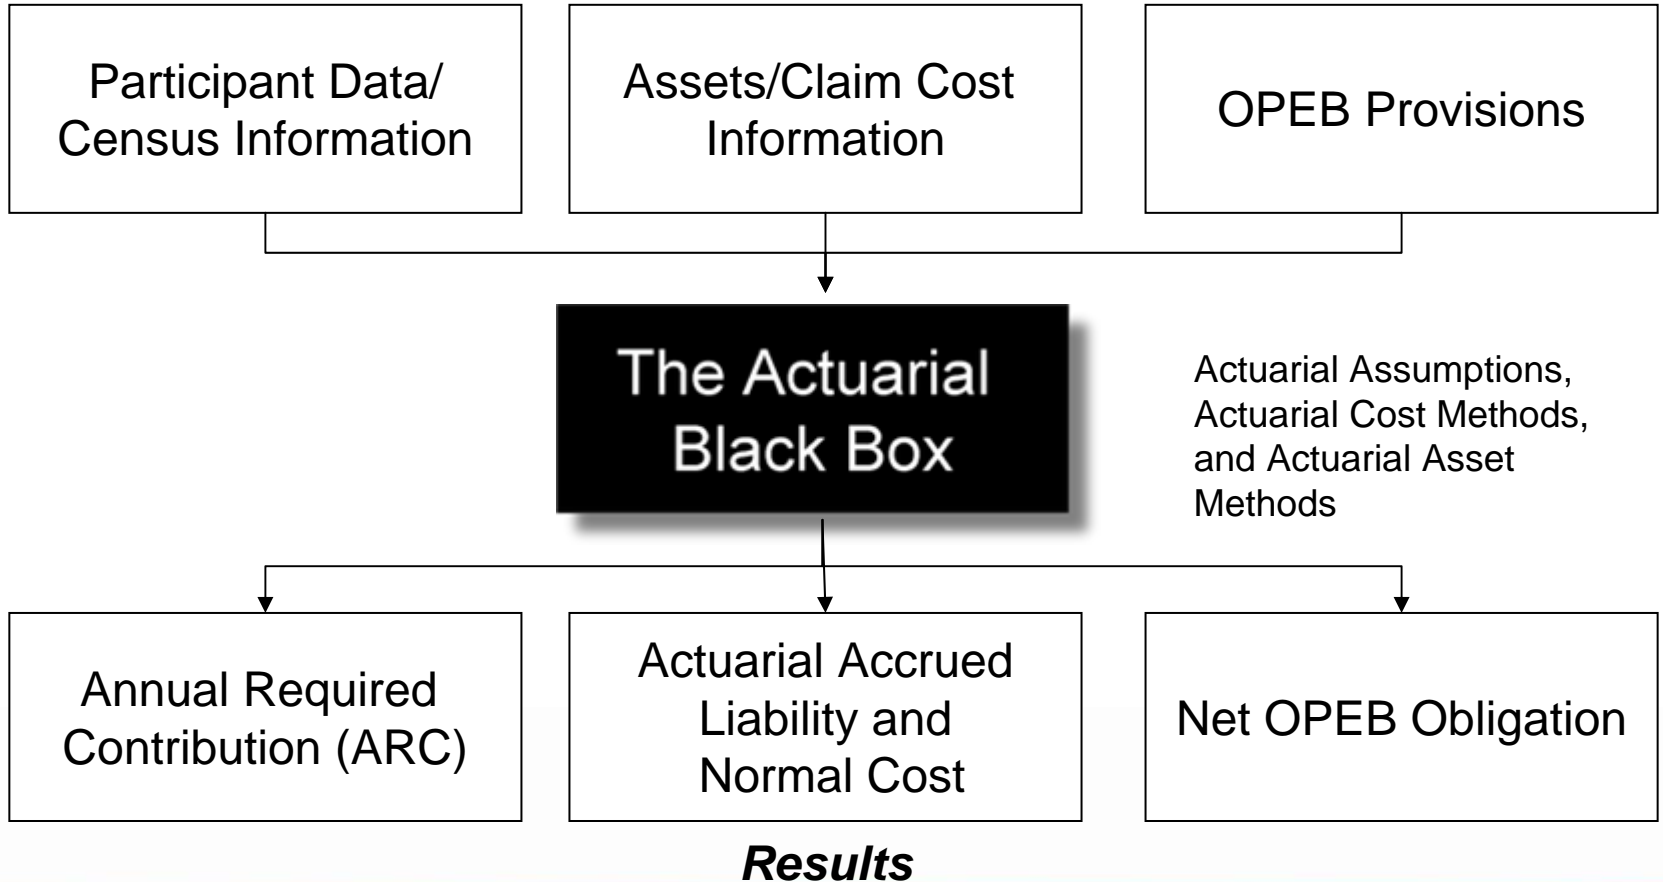 Participant Data/
Census Information
Assets/Claim Cost
Information
OPEB Provisions
The Actuarial
Black Box
Actuarial Assumptions,
Actuarial Cost Methods,
and Actuarial Asset
Methods
Annual Required
Contribution (ARC)
Actuarial Accrued
Liability and
Normal Cost
Net OPEB Obligation
Results